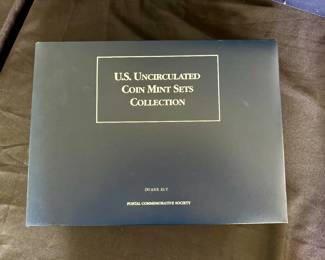 U.S. UNCIRCULATED
COIN MINT SETS
COLLECTION
POSTAL COMMEMORATIVE SOCIETY